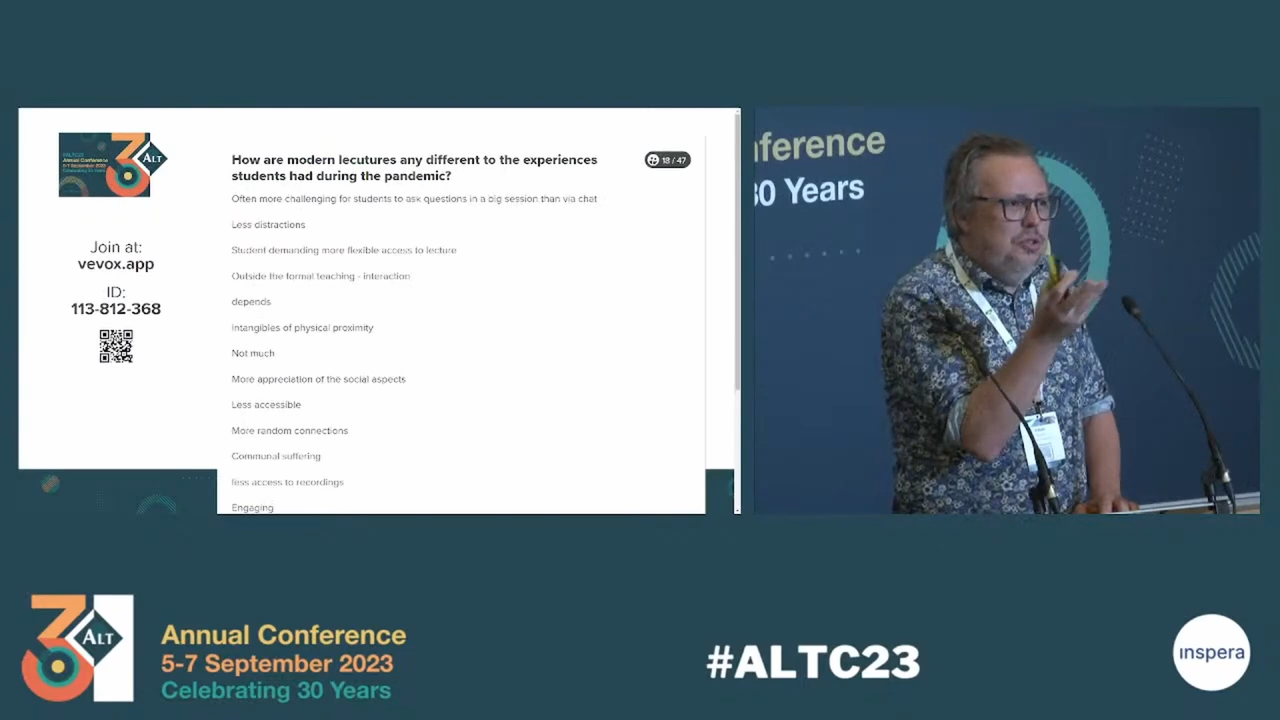 ALT
Join at:
vevox.app
ID:
113-812-368
How are modern lecutures any different to the experiences
students had during the pandemic?
18 / 47
Often more challenging for students to ask questions in a big session than via chat
Less distractions
Student demanding more flexible access to lecture
Outside the formal teaching - interaction
depends
Intangibles of physical proximity
Not much
More appreciation of the social aspects
Less accessible
More random connections
Communal suffering
less access to recordings
Engaging
ference
30 Years
ALT
Annual Conference
5-7 September 2023
Celebrating 30 Years
#ALTC23
inspera